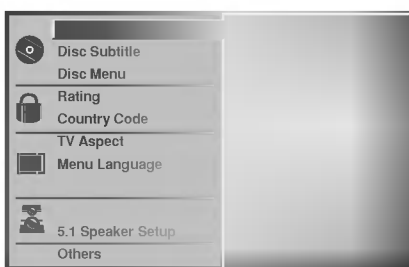 Disc Subtitle
Disc Menu
Rating
Country Code
TV Aspect
Menu Language
5.1 Speaker Setup
Others